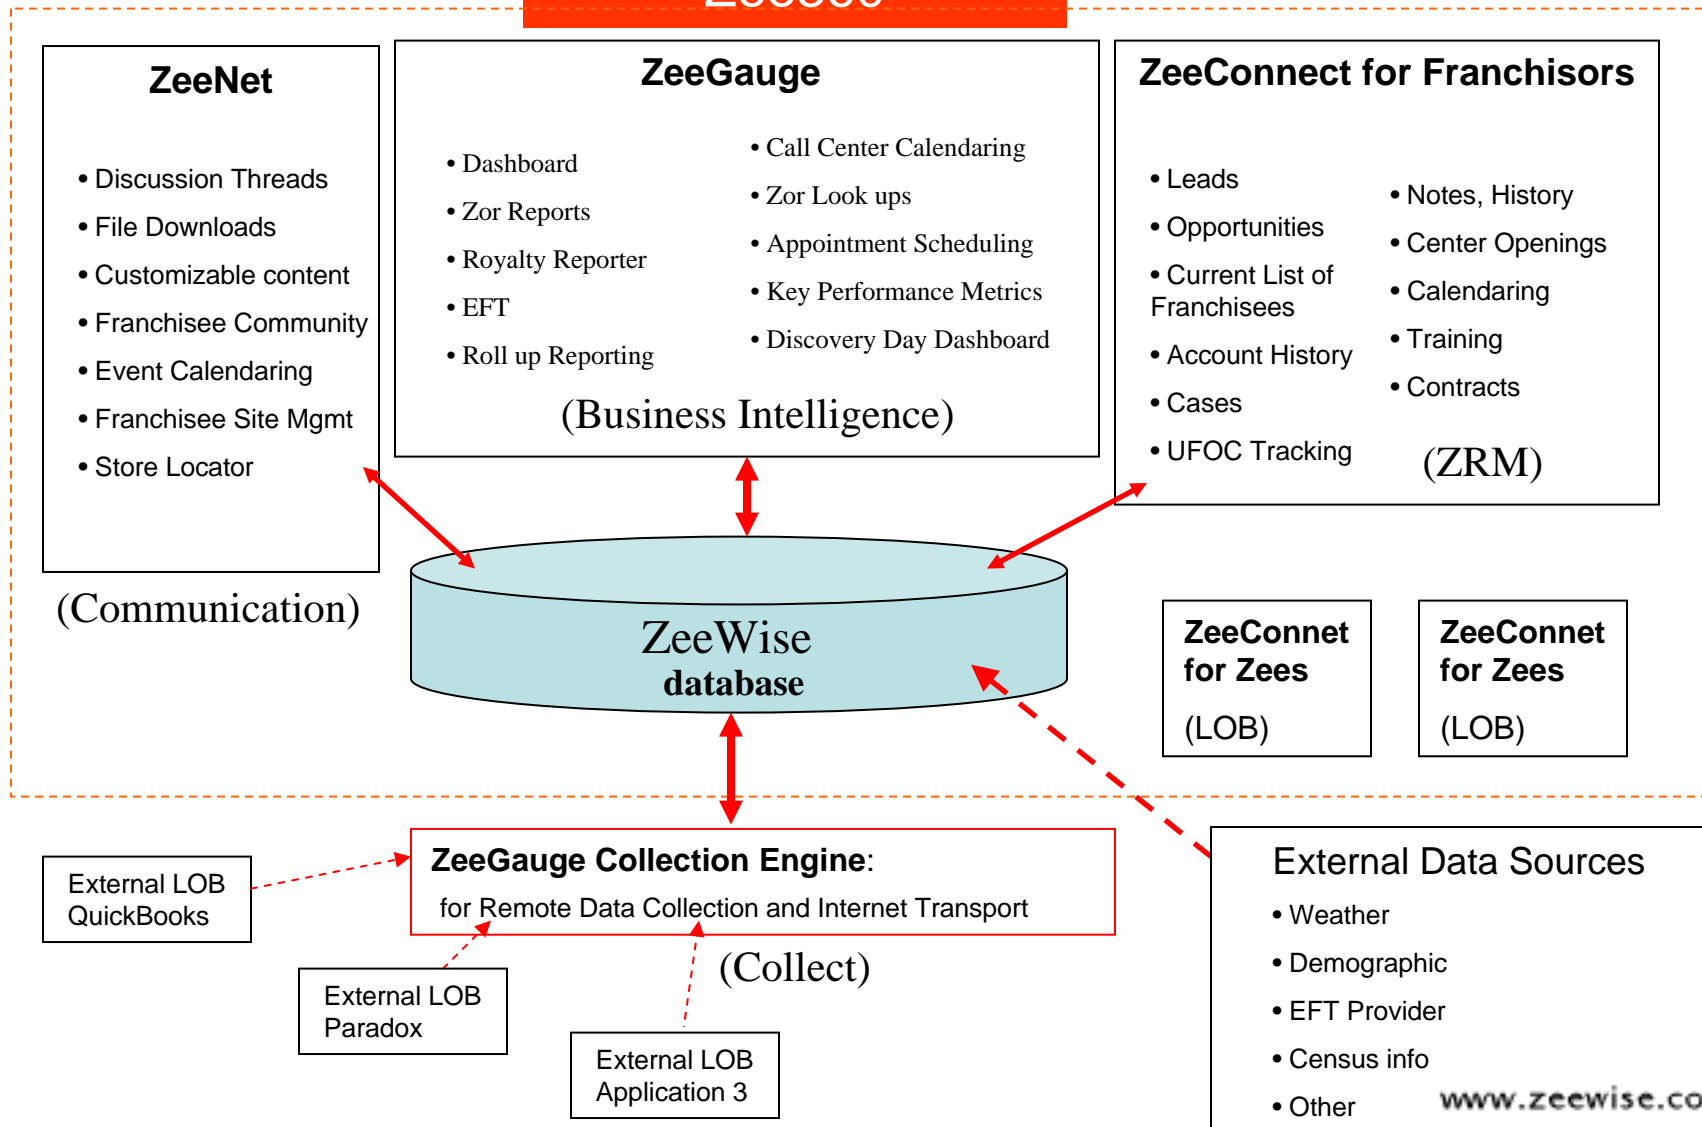 ZeeNet
• Discussion Threads
• File Downloads
• Customizable content
• Franchisee Community
• Event Calendaring
• Franchisee Site Mgmt
• Store Locator
(Communication)
ZeeGauge
• Dashboard
• Zor Reports
• Royalty Reporter
• EFT
• Roll up Reporting
• Call Center Calendaring
• Zor Look ups
• Appointment Scheduling
• Key Performance Metrics
• Discovery Day Dashboard
(Business Intelligence)
ZeeConnect for Franchisors
• Leads
• Opportunities
• Current List of
Franchisees
• Account History
• Cases
• UFOC Tracking
• Notes, History
• Center Openings
• Calendaring
• Training
• Contracts
(ZRM)
ZeeWise
database
ZeeConnet
for Zees
(LOB)
ZeeConnet
for Zees
(LOB)
ZeeGauge Collection Engine:
for Remote Data Collection and Internet Transport
(Collect)
External LOB
QuickBooks
External LOB
Paradox
External LOB
Application 3
External Data Sources
• Weather
• Demographic
• EFT Provider
• Census info
• Other
www.zeewise.co